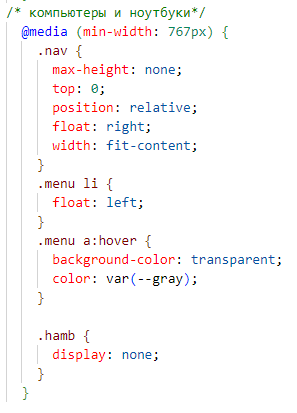 /* компьютеры и ноутбуки*/
@media (min-width: 767px) {
.nav {
max-height: none;
top: 0;
position: relative;
float: right;
width: fit-content;
}
.menu li {
float: left;
}
.menu a:hover {
background-color: transparent;
color: var(--gray);
}
.hamb {
display: none;
}
}